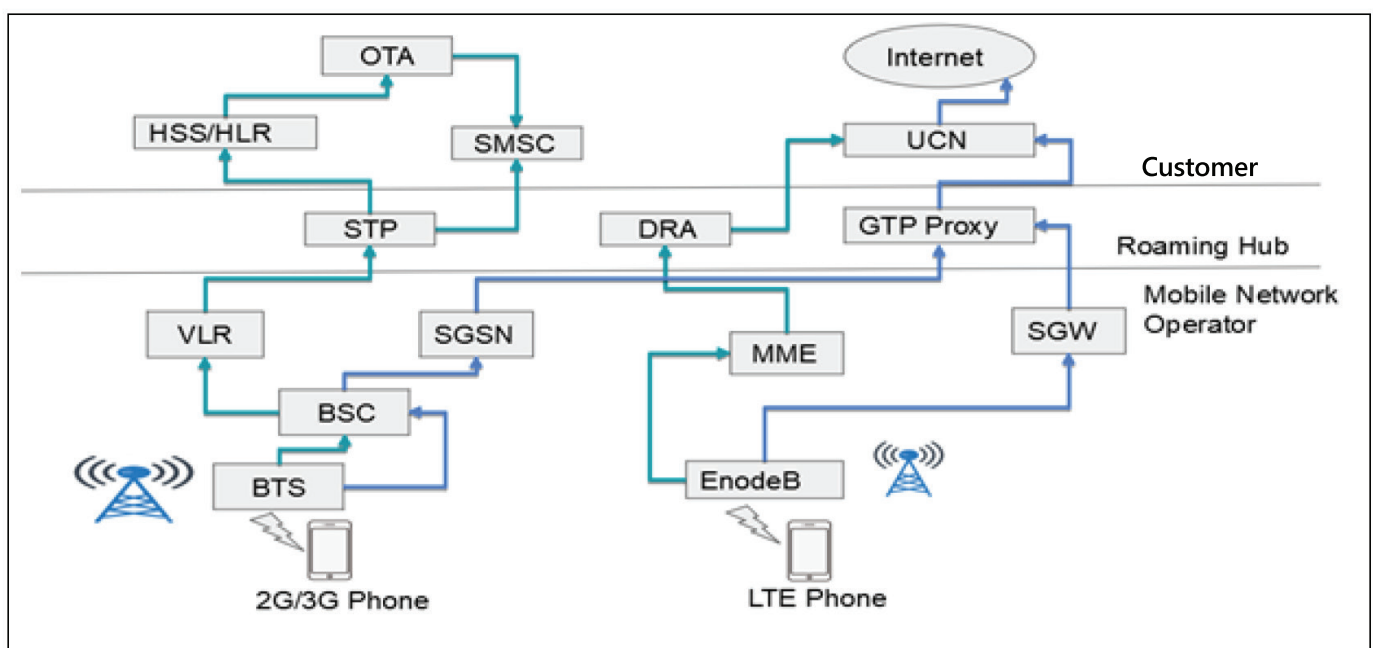 OTA
Internet
HSS/HLR
SMSC
UCN
Customer
STP
DRA
GTP Proxy
Roaming Hub
Mobile Network
Operator
VLR
SGSN
MME
SGW
BSC
BTS
EnodeB
2G/3G Phone
LTE Phone